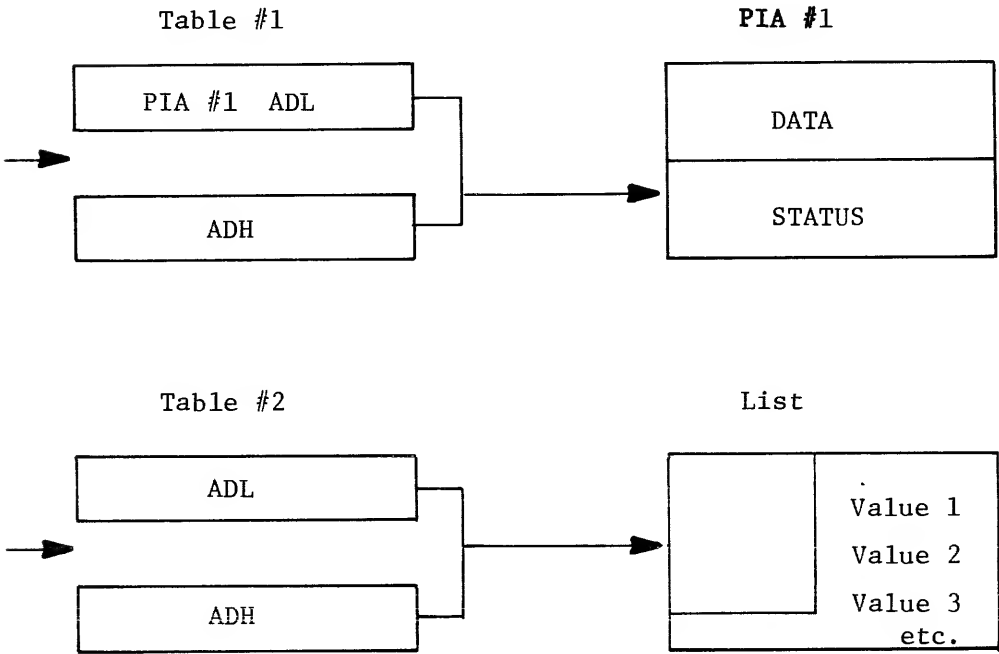 Table #1
PIA #1
PIA #1 ADL
DATA
ADH
STATUS
Table #2
List
ADL
Value 1
Value 2
ADH
Value 3
etc.